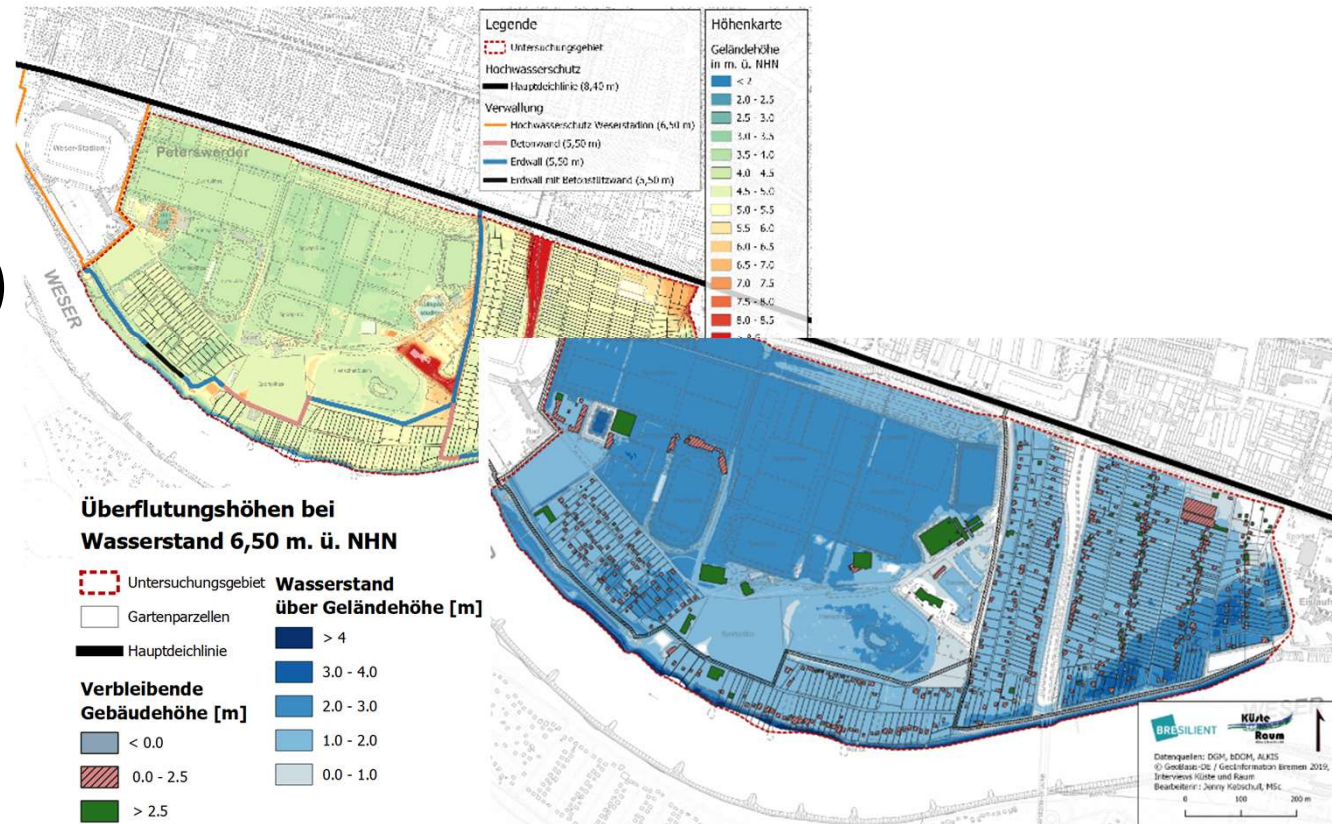 Legende
Untersuchungsgebiet
Hochwasserschutz
Hauptdeichlinie (8,40 m)
Verwallung
Hochwasserschutz Weserstadion (6,50 m)
Betonwand (5,50 m)
Erdwall (5,50 m)
Erdwall mit Betonstützwand (5,50 m)
Höhenkarte
Geländehöhe
in m. ü. NHN
< 2
2.0 - 2.5
2.5 - 3.0
3.0 - 3.5
3.5 - 4.0
4.0 - 4.5
4.5 - 5.0
5.0 - 5.5
5.5 - 6.0
6.0 - 6.5
6.5 - 7.0
7.0 - 7.5
7.5 - 8.0
8.0 - 8.5
Weser-Stadion
Peterswerder
WESER
Überflutungshöhen bei
Wasserstand 6,50 m. ü. NHN
Untersuchungsgebiet
Gartenparzellen
Hauptdeichlinie
Verbleibende
Gebäudehöhe [m]
< 0.0
0.0 - 2.5
> 2.5
Wasserstand
über Geländehöhe [m]
> 4
3.0 - 4.0
2.0 - 3.0
1.0 - 2.0
0.0 - 1.0
WESER
BRESILIENT
Küste
Raum
Datenquellen: DGM, bDOM, ALKIS
© GeoBasis-DE / GeoInformation Bremen 2019,
Interviews Küste und Raum
Bearbeiterin: Jenny Kebschull, MSc
0 100 200 m